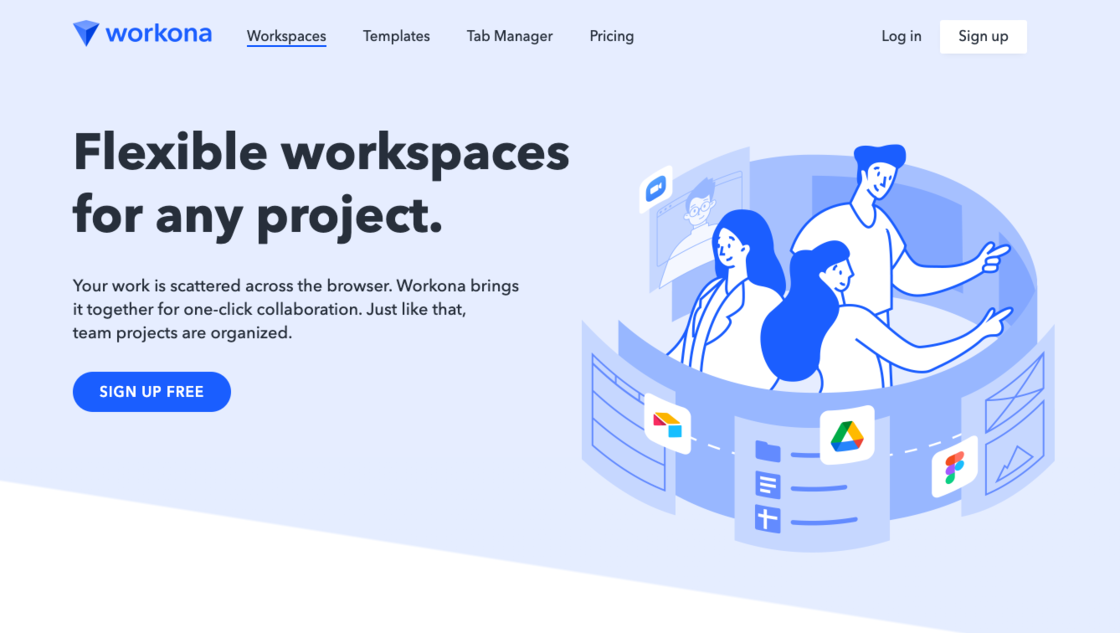 workona
Workspaces
Templates
Tab Manager
Pricing
Log in
Sign up
Flexible workspaces
for any project.
Your work is scattered across the browser. Workona brings
it together for one-click collaboration. Just like that,
team projects are organized.
SIGN UP FREE